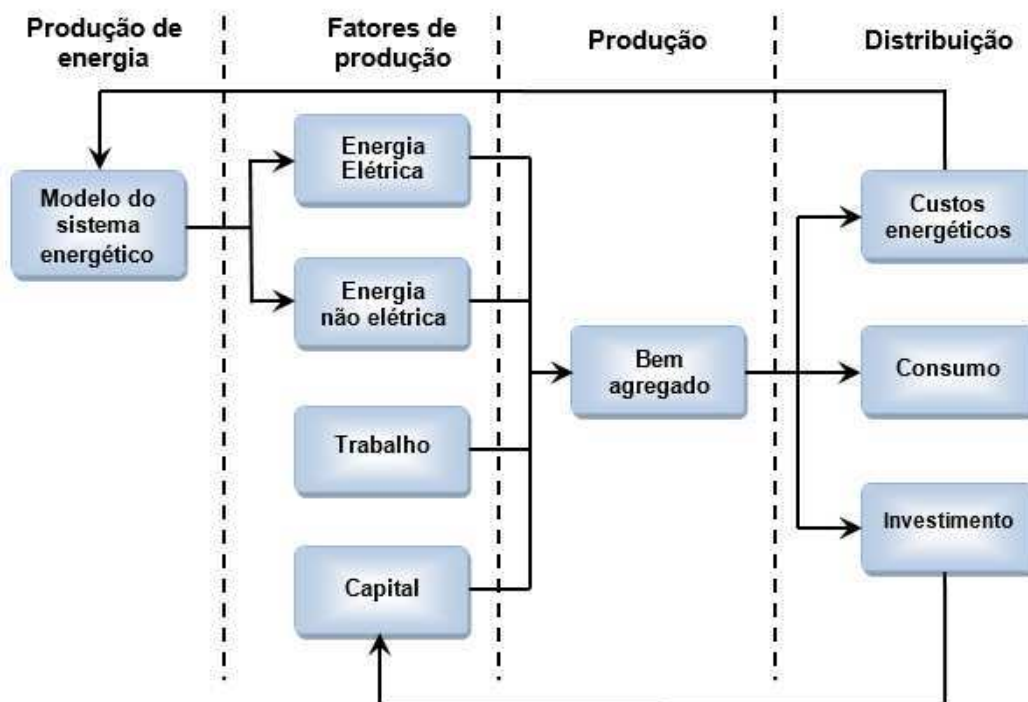 Produção de
energia
Fatores de
produção
Produção
Distribuição
Modelo do
sistema
energético
Energia
Elétrica
Energia
não elétrica
Trabalho
Capital
Bem
agregado
Custos
energéticos
Consumo
Investimento